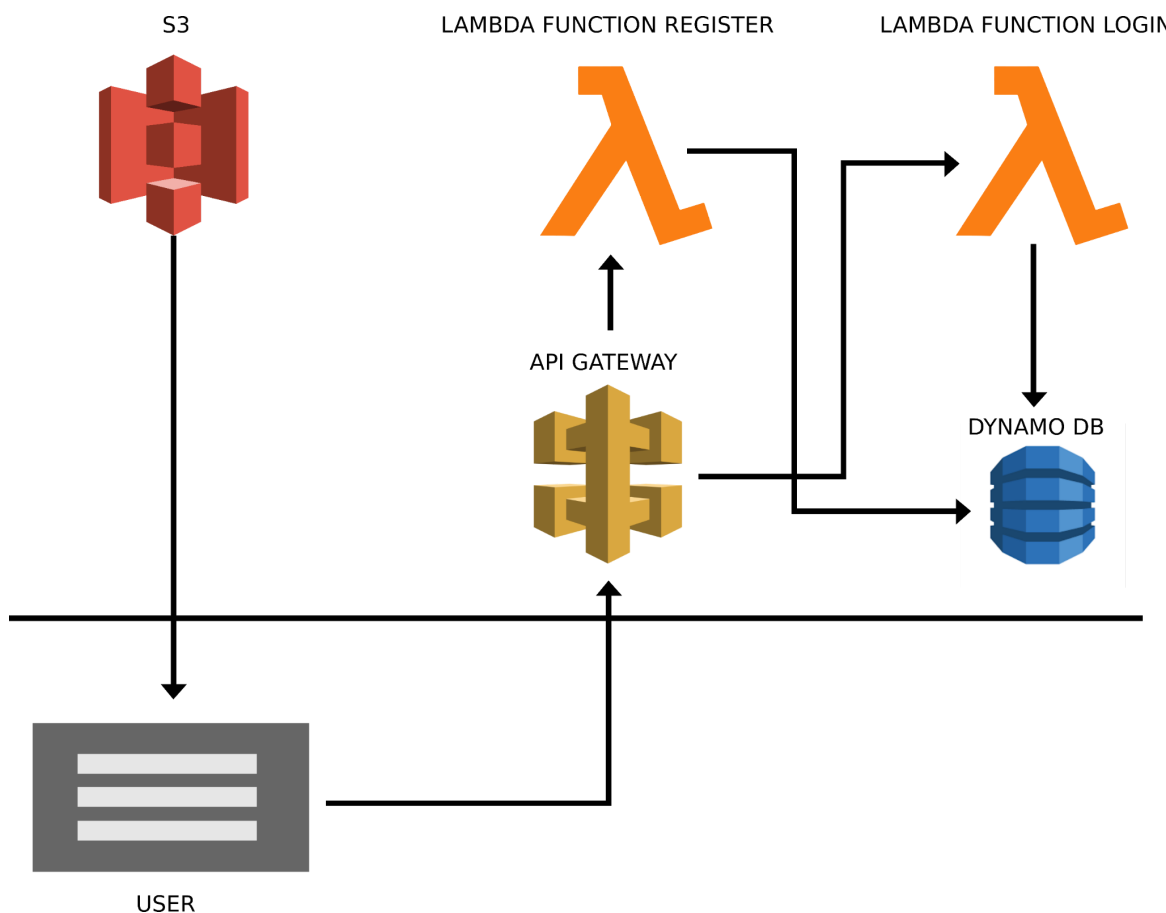 S3
LAMBDA FUNCTION REGISTER
LAMBDA FUNCTION LOGIN
API GATEWAY
DYNAMO DB
USER